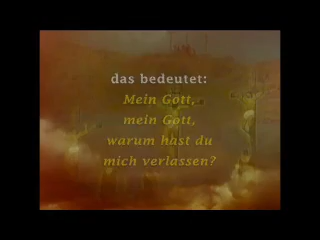 das bedeutet:
Mein Gott,
mein Gott,
warum hast du
mich verlassen?